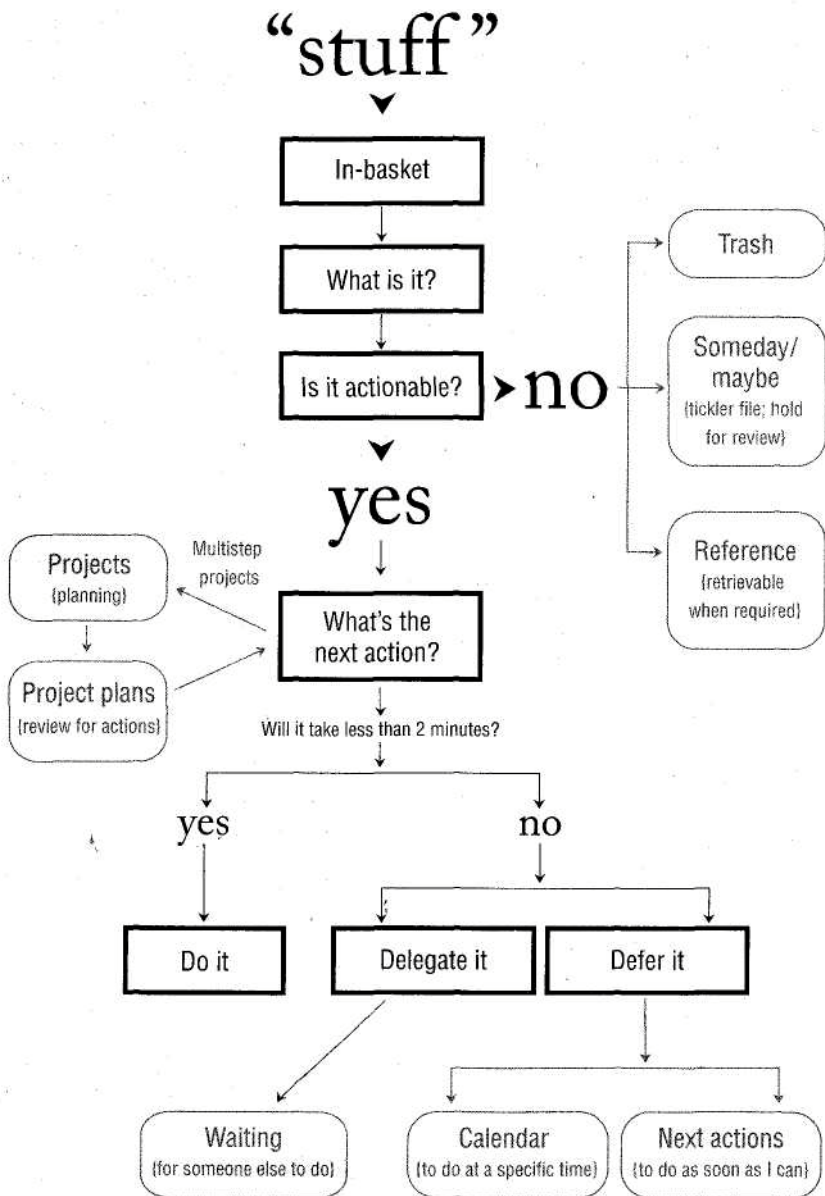 “stuff”
In-basket
What is it?
Is it actionable?
no
Trash
Someday/
maybe
{tickler file; hold
for review}
Reference
{retrievable
when required}
yes
Multistep
projects
Projects
{planning}
Project plans
{review for actions}
What's the
next action?
Will it take less than 2 minutes?
yes
no
Do it
Delegate it
Defer it
Waiting
{for someone else to do}
Calendar
{to do at a specific time}
Next actions
{to do as soon as I can}